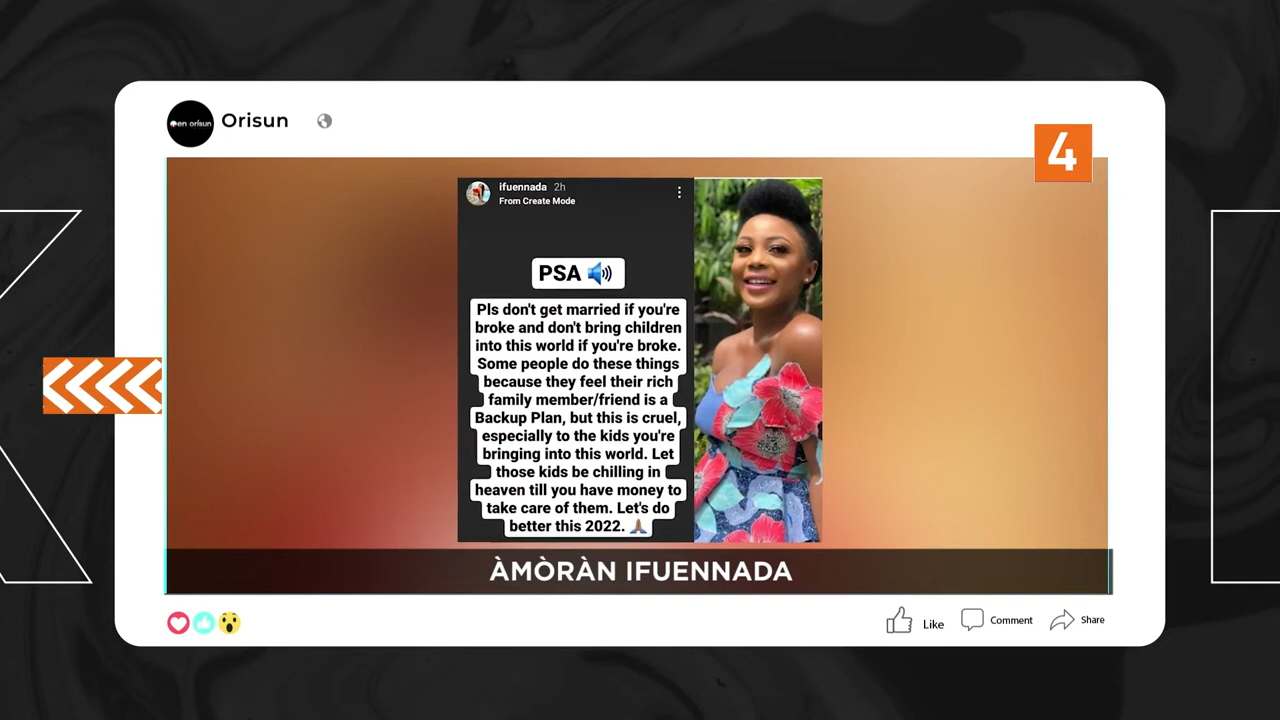 en orísun
Orisun
4
ifuennada 2h
From Create Mode
PSA
Pls don't get married if you're
broke and don't bring children
into this world if you're broke.
Some people do these things
because they feel their rich
family member/friend is a
Backup Plan, but this is cruel,
especially to the kids you're
bringing into this world. Let
those kids be chilling in
heaven till you have money to
take care of them. Let's do
better this 2022.
ÀMÒRÀN IFUENNADA
Like Comment Share